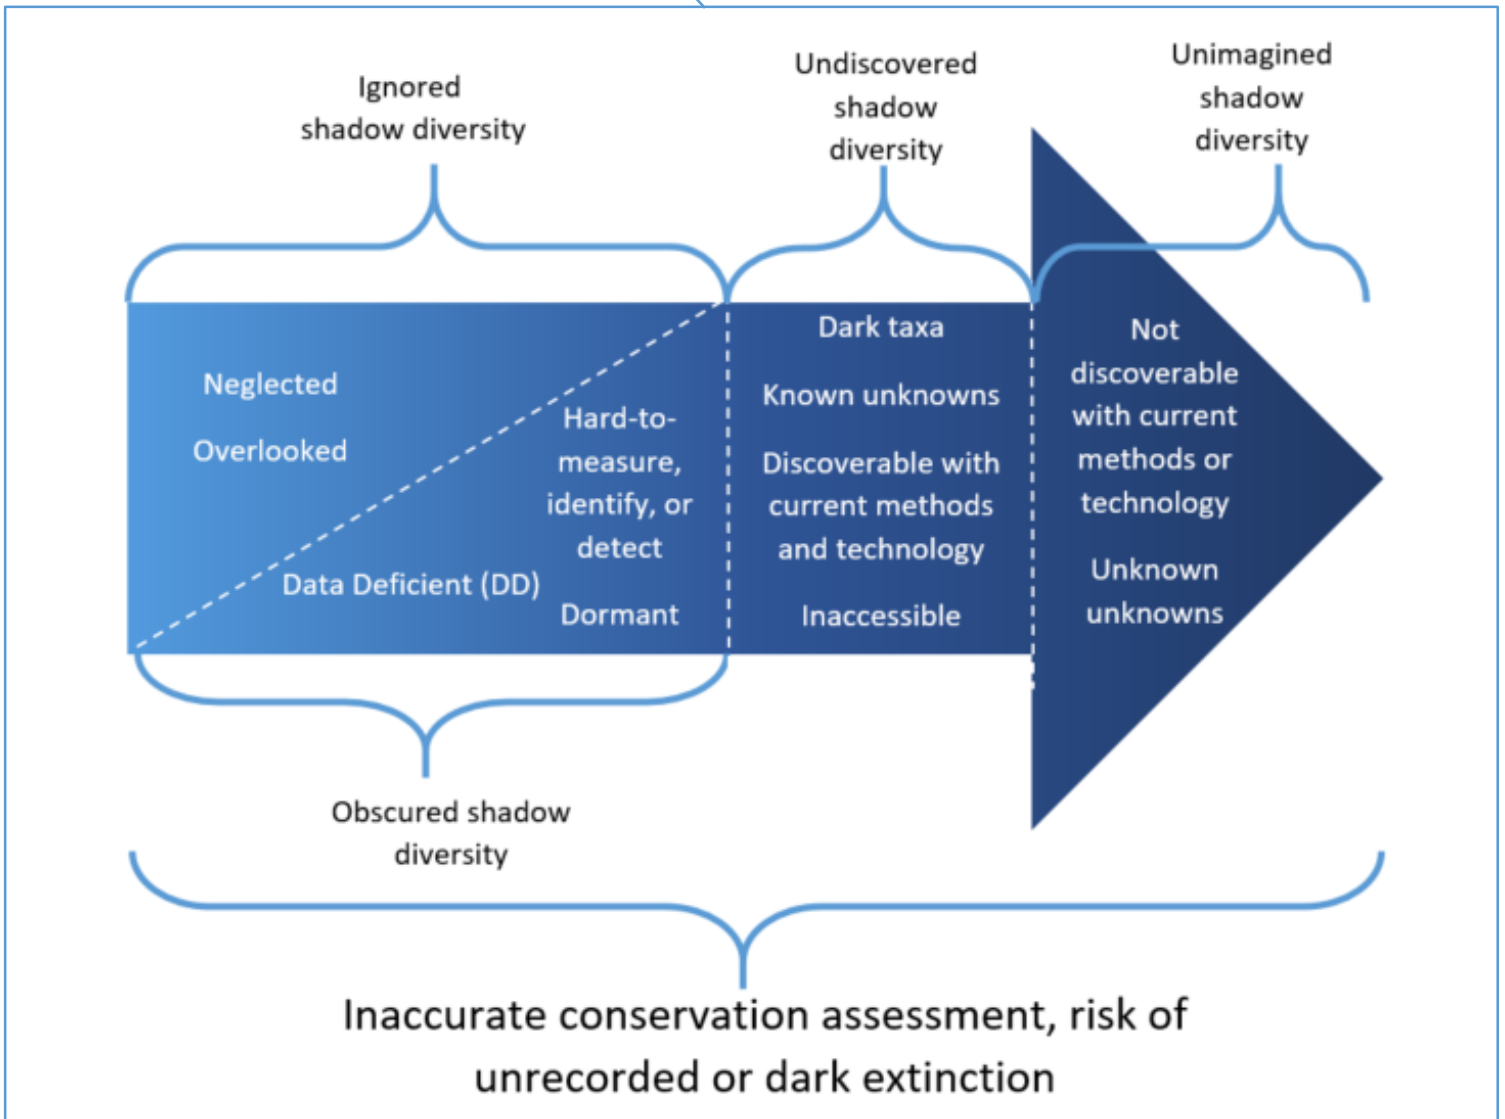 Ignored
shadow diversity
Undiscovered
shadow
diversity
Unimagined
shadow
diversity
Neglected
Overlooked
Data Deficient (DD)
Hard-to-
measure,
identify, or
detect
Dormant
Dark taxa
Known unknowns
Discoverable with
current methods
and technology
Inaccessible
Not
discoverable
with current
methods or
technology
Unknown
unknowns
Obscured shadow
diversity
Inaccurate conservation assessment, risk of
unrecorded or dark extinction